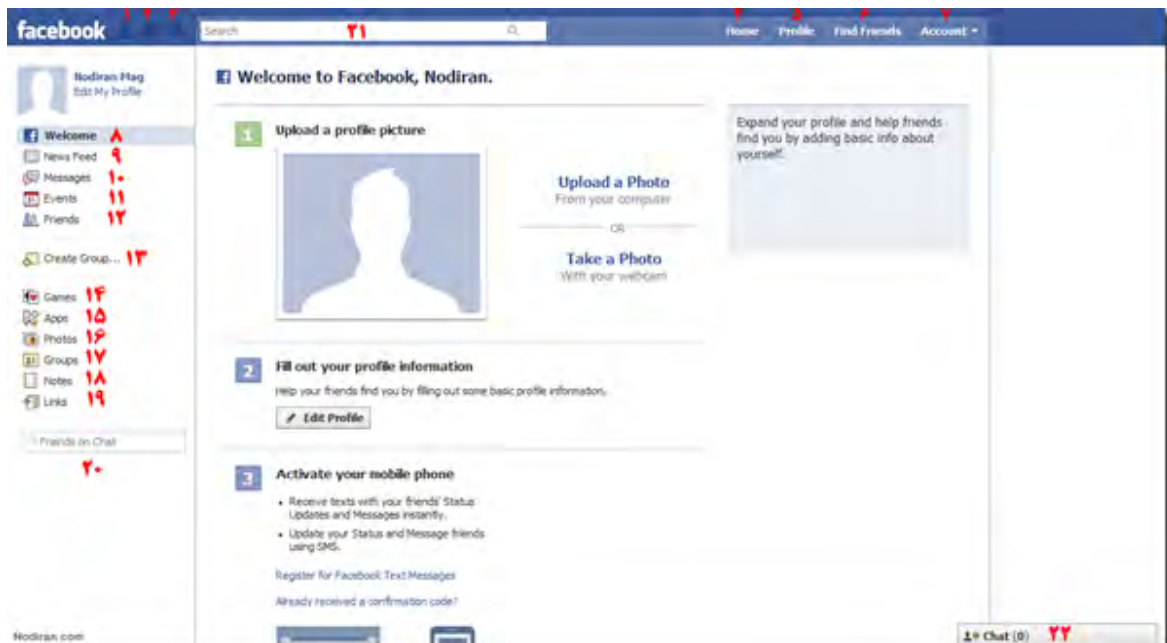 ۱ ۲ ۳
facebook
Search ۲۱
۴ ۵ ۶ ۷
Home Profile Find Friends Account
Nodiran Mag
Edit My Profile
Welcome ۸
News Feed ۹
Messages ۱۰
Events ۱۱
Friends ۱۲
Create Group... ۱۳
Games ۱۴
Apps ۱۵
Photos ۱۶
Groups ۱۷
Notes ۱۸
Links ۱۹
Friends on Chat
۲۰
Welcome to Facebook, Nodiran.
1 Upload a profile picture
Upload a Photo
From your computer
OR
Take a Photo
With your webcam
2 Fill out your profile information
Help your friends find you by filling out some basic profile information.
Edit Profile
3 Activate your mobile phone
• Receive texts with your friends' Status
Updates and Messages instantly.
• Update your Status and Message friends
using SMS.
Register for Facebook Text Messages
Already received a confirmation code?
Expand your profile and help friends
find you by adding basic info about
yourself.
Nodiran.com
Chat (0) ۲۲